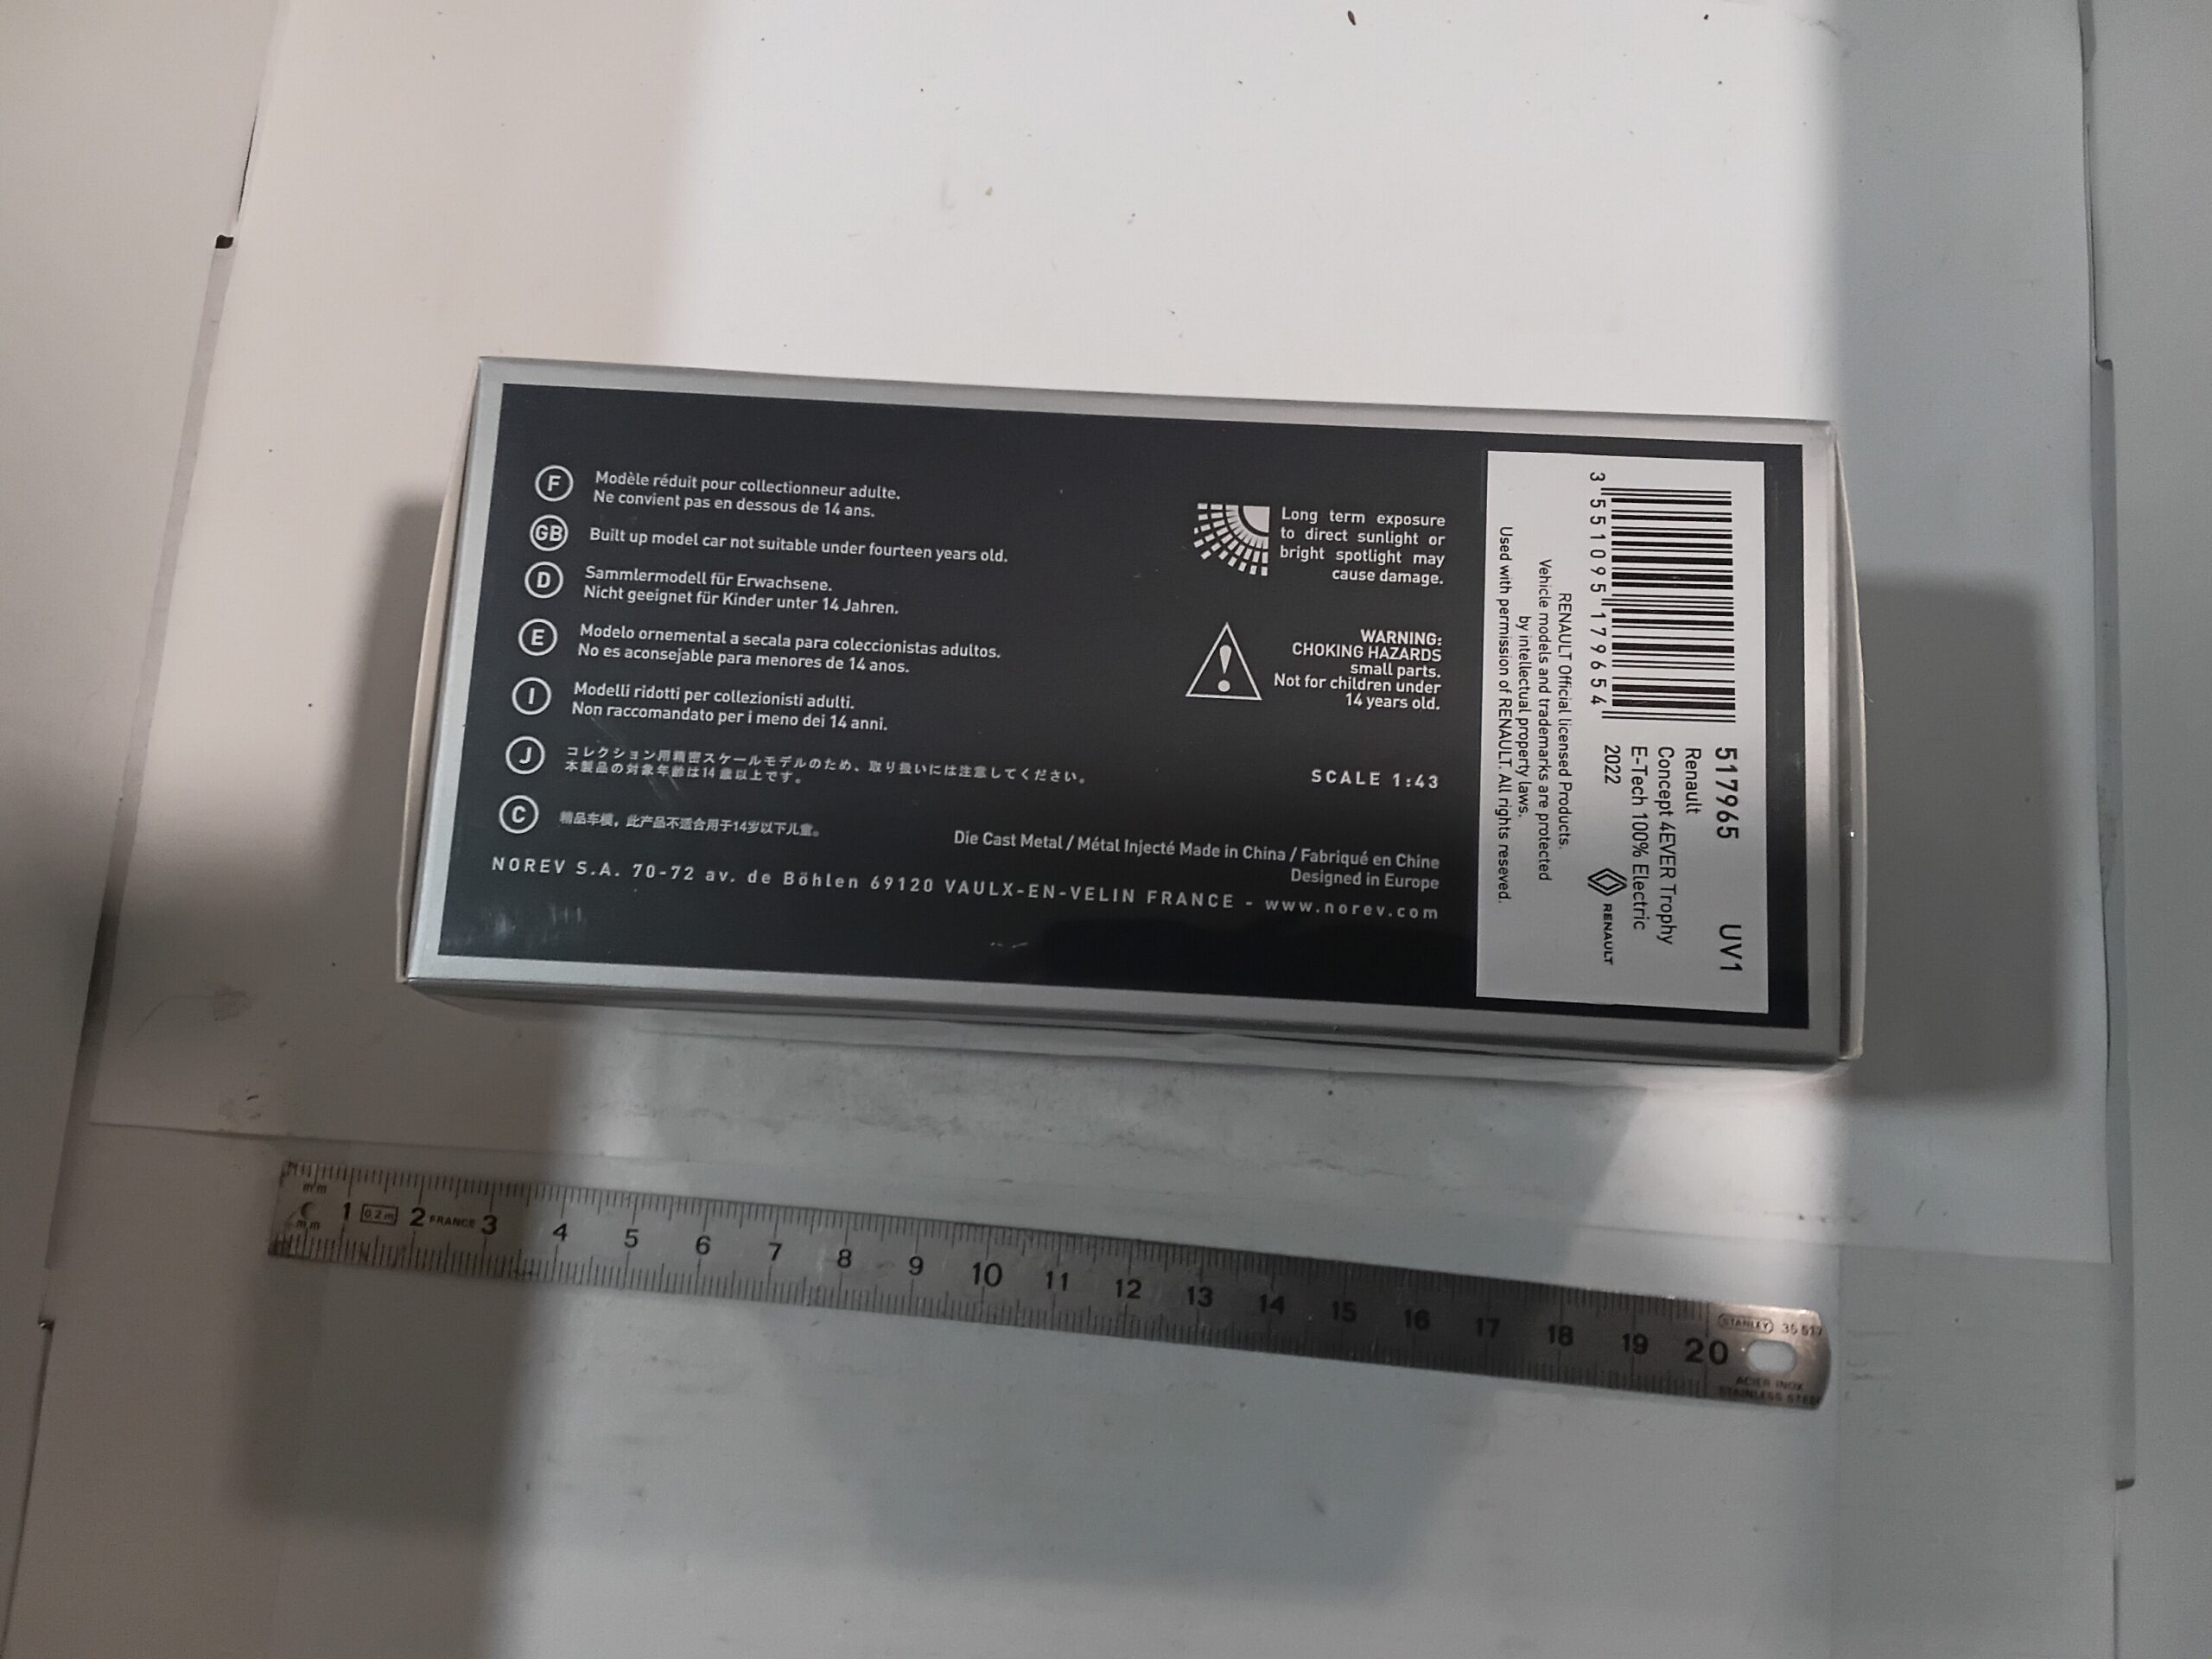 F
Modèle réduit pour collectionneur adulte.
Ne convient pas en dessous de 14 ans.
GB
Built up model car not suitable under fourteen years old.
D
Sammlermodell für Erwachsene.
Nicht geeignet für Kinder unter 14 Jahren.
E
Modelo ornemental a secala para coleccionistas adultos.
No es aconsejable para menores de 14 anos.
I
Modelli ridotti per collezionisti adulti.
Non raccomandato per i meno dei 14 anni.
J
コレクション用精密スケールモデルのため、取り扱いには注意してください。
本製品の対象年齢は14歳以上です。
C
精品车模，此产品不适合用于14岁以下儿童。
Long term exposure
to direct sunlight or
bright spotlight may
cause damage.
WARNING:
CHOKING HAZARDS
small parts.
Not for children under
14 years old.
SCALE 1:43
Die Cast Metal / Métal Injecté Made in China / Fabriqué en Chine
Designed in Europe
NOREV S.A. 70-72 av. de Böhlen 69120 VAULX-EN-VELIN FRANCE - www.norev.com
517965 UV1
Renault
Concept 4EVER Trophy
E-Tech 100% Electric
2022
RENAULT
3 551095 179654
RENAULT Official licensed Products.
Vehicle models and trademarks are protected
by intellectual property laws.
Used with permission of RENAULT. All rights reseved.
mm
1 0.2 m 2 FRANCE 3 4 5 6 7 8 9 10 11 12 13 14 15 16 17 18 19 20
mm
STANLEY 35 517
ACIER INOX
STAINLESS STEEL